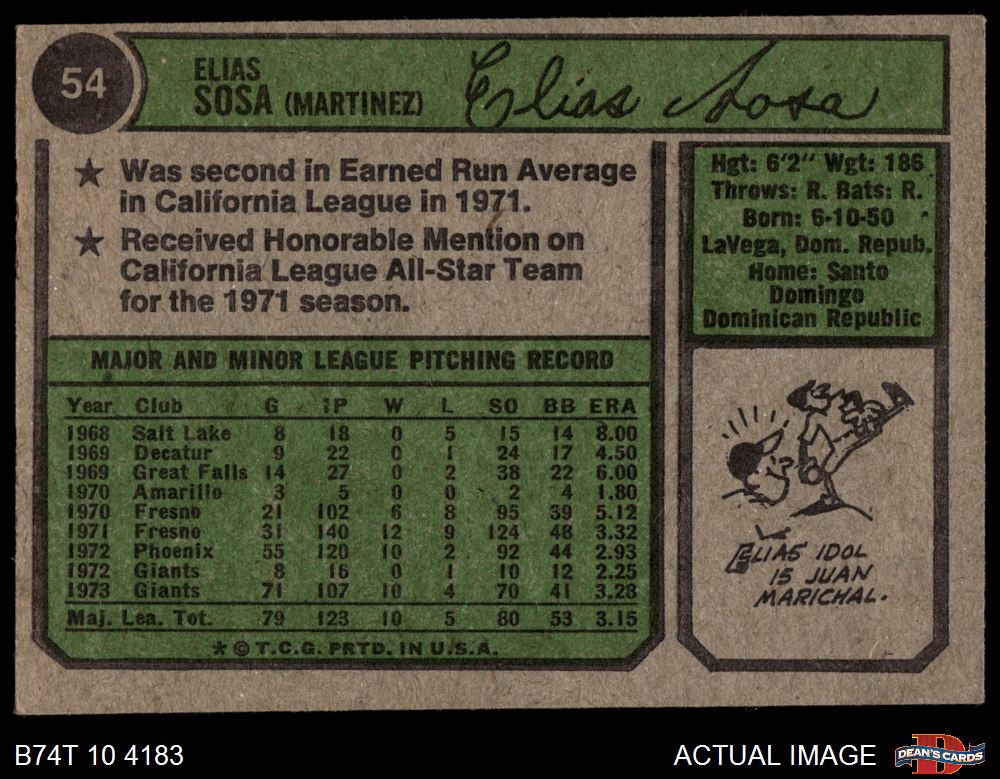 54
ELIAS
SOSA (MARTINEZ)
Elias Sosa
★ Was second in Earned Run Average
in California League in 1971.
★ Received Honorable Mention on
California League All-Star Team
for the 1971 season.
Hgt: 6'2" Wgt: 186
Throws: R. Bats: R.
Born: 6-10-50
LaVega, Dom. Repub.
Home: Santo
Domingo
Dominican Republic
MAJOR AND MINOR LEAGUE PITCHING RECORD
Year Club G IP W L SO BB ERA
1968 Salt Lake 8 18 0 5 15 14 8.00
1969 Decatur 9 22 0 1 24 17 4.50
1969 Great Falls 14 27 0 2 38 22 6.00
1970 Amarillo 3 5 0 0 2 4 1.80
1970 Fresno 21 102 6 8 95 39 5.12
1971 Fresno 31 140 12 9 124 48 3.32
1972 Phoenix 55 120 10 2 92 44 2.93
1972 Giants 8 16 0 1 10 12 2.25
1973 Giants 71 107 10 4 70 41 3.28
Maj. Lea. Tot. 79 123 10 5 80 53 3.15
★ © T.C.G. PRTD. IN U.S.A.
ELIAS IDOL
IS JUAN
MARICHAL.
B74T 10 4183
ACTUAL IMAGE
DEAN'S CARDS